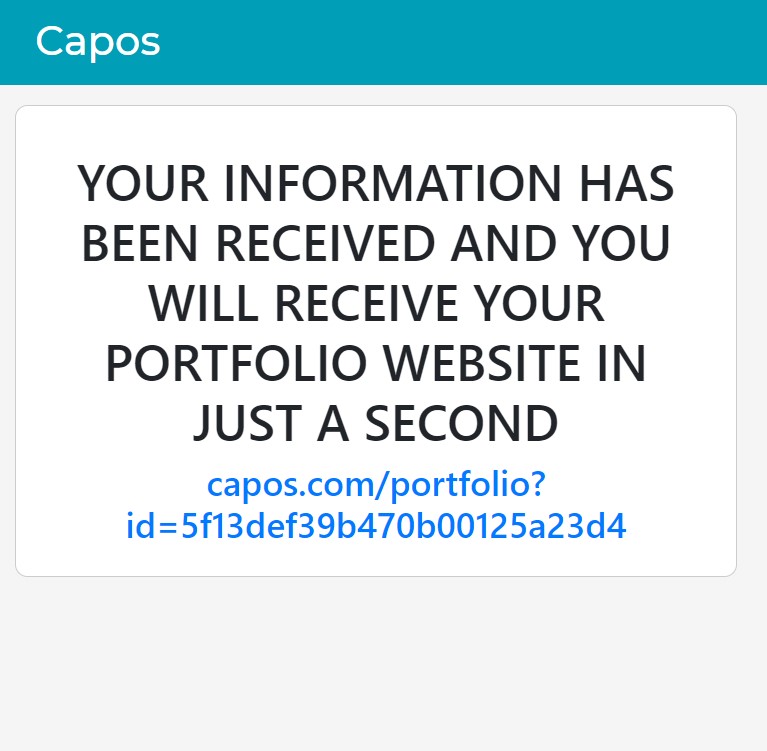 Capos
YOUR INFORMATION HAS
BEEN RECEIVED AND YOU
WILL RECEIVE YOUR
PORTFOLIO WEBSITE IN
JUST A SECOND
capos.com/portfolio?
id=5f13def39b470b00125a23d4